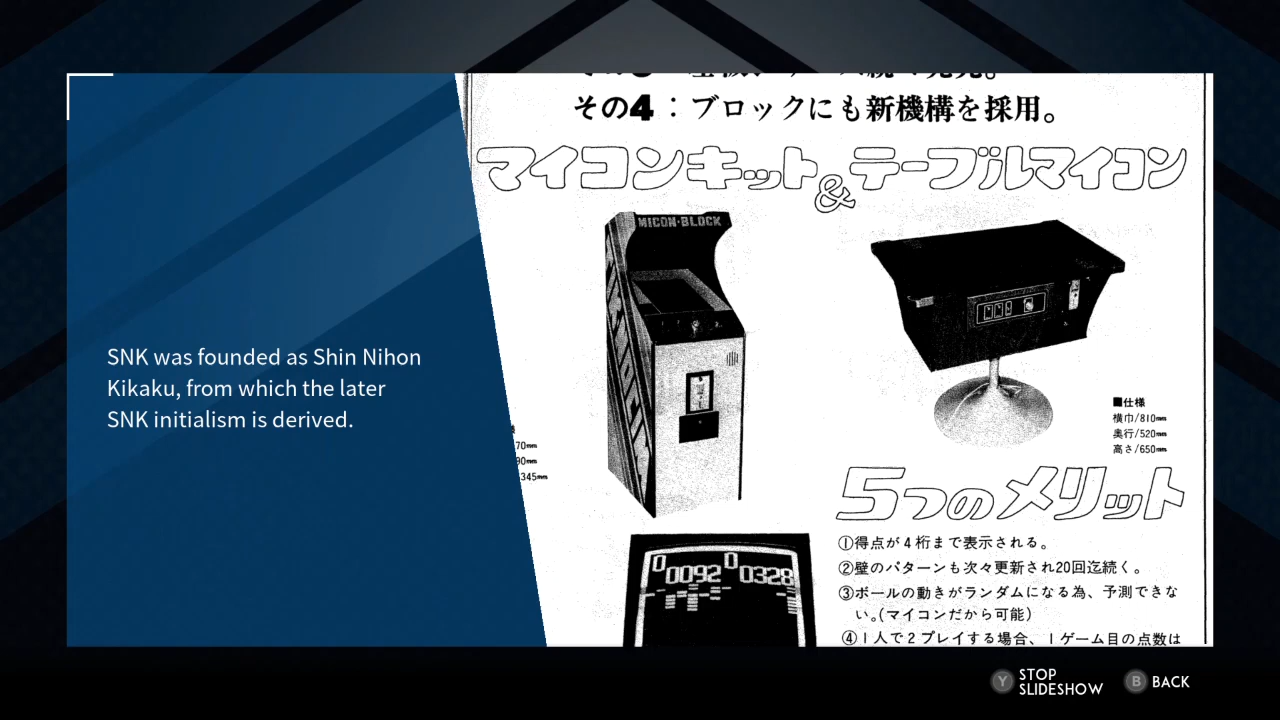 その4：ブロックにも新機構を採用。
マイコンキット&テーブルマイコン
MICON・BLOCK
SNK was founded as Shin Nihon
Kikaku, from which the later
SNK initialism is derived.
70mm
90mm
345mm
■仕様
横巾/810mm
奥行/520mm
高さ/650mm
5つのメリット
①得点が4桁まで表示される。
②壁のパターンも次々更新され20回迄続く。
③ボールの動きがランダムになる為、予測できな
い。(マイコンだから可能)
④1人で2プレイする場合、1ゲーム目の点数は
0 0092 0 0328
Y STOP
SLIDESHOW
B BACK